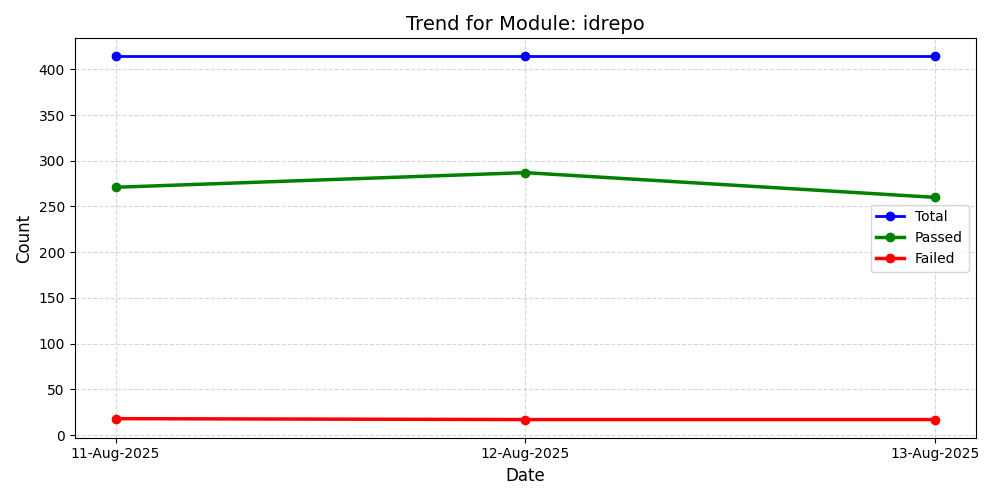 Trend for Module: idrepo
Count
400
350
300
250
200
150
100
50
0
Total
Passed
Failed
11-Aug-2025
12-Aug-2025
13-Aug-2025
Date